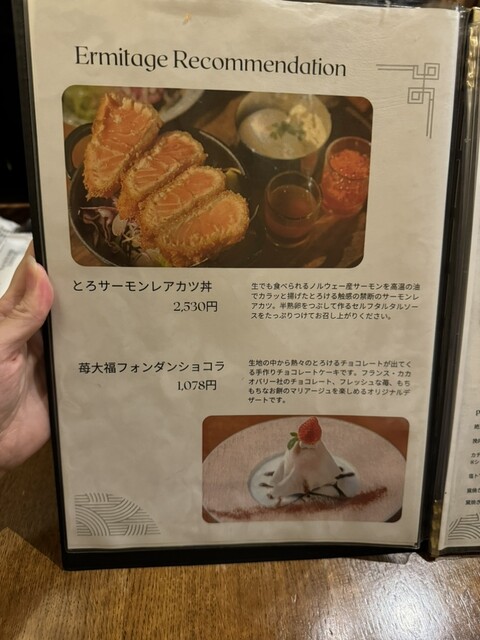 Ermitage Recommendation
とろサーモンレアカツ丼
2,530円
生でも食べられるノルウェー産サーモンを高温の油
でカラッと揚げたとろける触感の禁断のサーモンレ
アカツ。半熟卵をつぶして作るセルフタルタルソー
スをたっぷりつけてお召し上がりください。
苺大福フォンダンショコラ
1,078円
生地の中から熱々のとろけるチョコレートが出てく
る手作りチョコレートケーキです。フランス・カカ
オバリー社のチョコレート、フレッシュな苺、もち
もちなお餅のマリアージュを楽しめるオリジナルデ
ザートです。